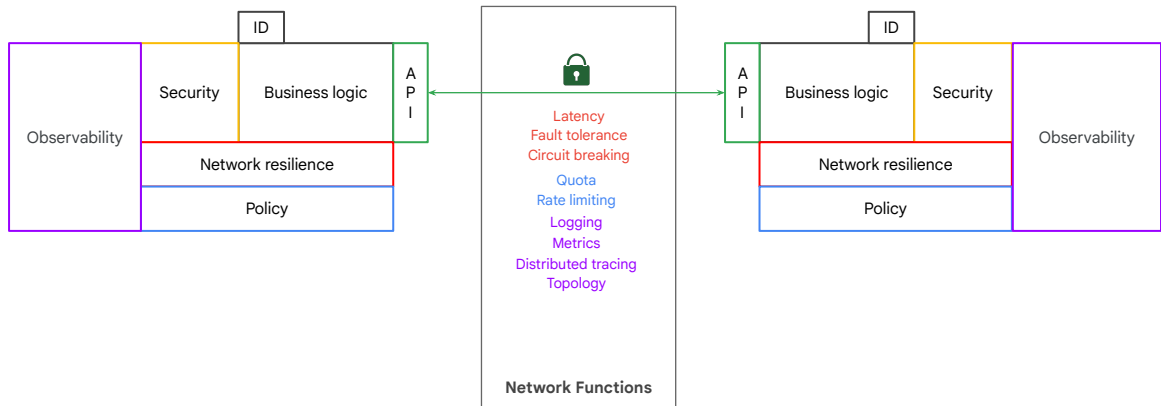 ID
Observability
Security
Business logic
A
P
I
Network resilience
Policy
Latency
Fault tolerance
Circuit breaking
Quota
Rate limiting
Logging
Metrics
Distributed tracing
Topology
Network Functions
ID
A
P
I
Business logic
Security
Observability
Network resilience
Policy